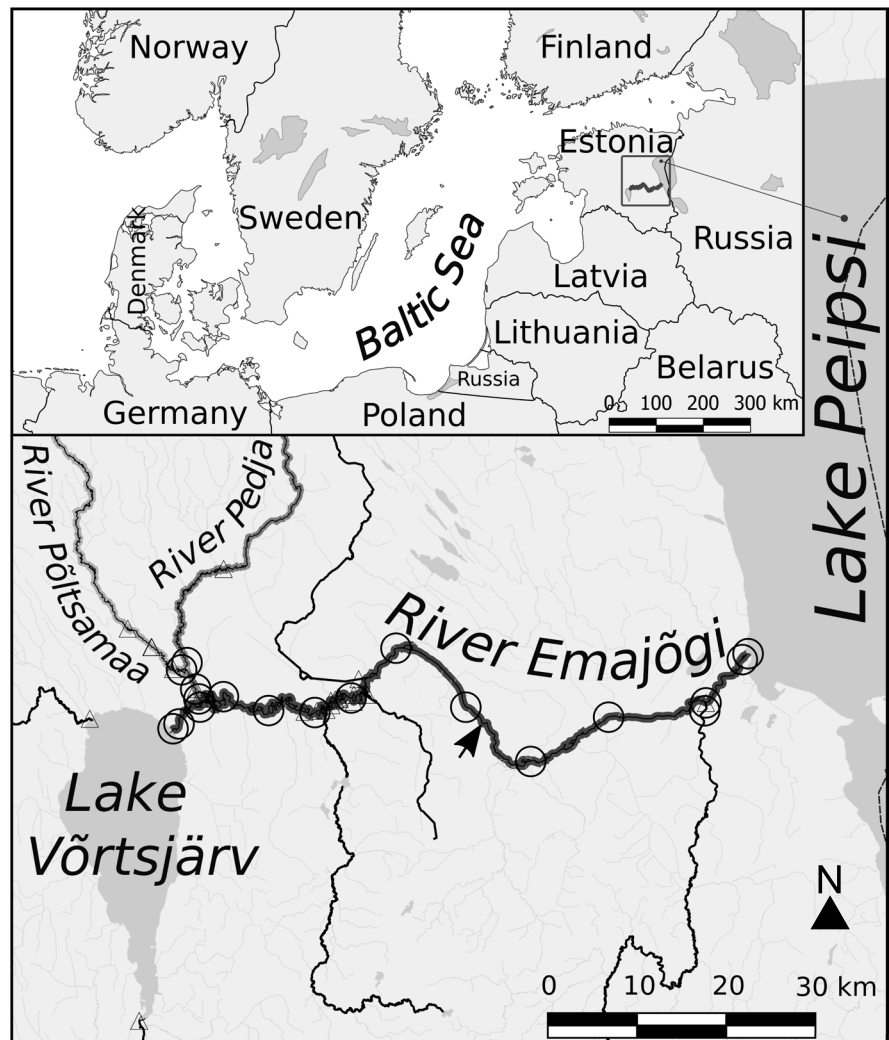 Norway
Finland
Estonia
Sweden
Denmark
Russia
Baltic Sea
Latvia
Lithuania
Russia
Belarus
Germany
Poland
0 100 200 300 km
Lake Peipsi
River Põltsamaa
River Pedja
River Emajõgi
Lake
Võrtsjärv
N
0 10 20 30 km